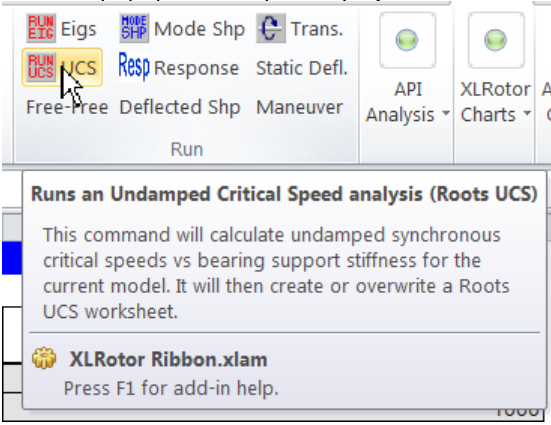 RUN EIG Eigs MODE SHP Mode Shp Trans.
RUN UCS UCS Resp Response Static Defl.
Free-Free Deflected Shp Maneuver
Run
API
Analysis
XLRotor
Charts
Runs an Undamped Critical Speed analysis (Roots UCS)
This command will calculate undamped synchronous
critical speeds vs bearing support stiffness for the
current model. It will then create or overwrite a Roots
UCS worksheet.
XLRotor Ribbon.xlam
Press F1 for add-in help.